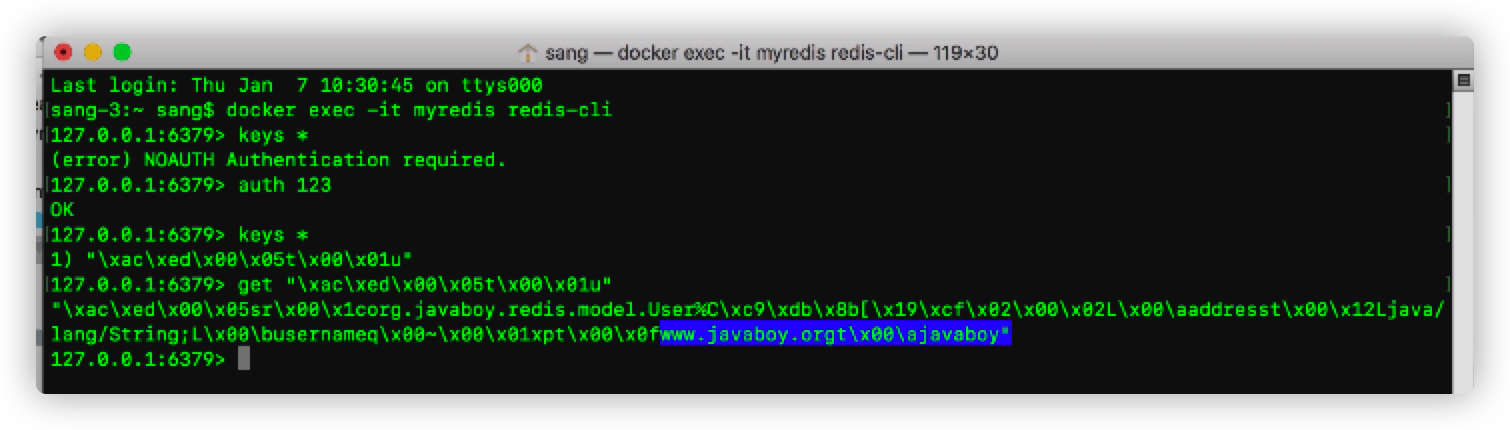 sang — docker exec -it myredis redis-cli — 119×30
Last login: Thu Jan  7 10:30:45 on ttys000
sang-3:~ sang$ docker exec -it myredis redis-cli
127.0.0.1:6379> keys *
(error) NOAUTH Authentication required.
127.0.0.1:6379> auth 123
OK
127.0.0.1:6379> keys *
1) "\xac\xed\x00\x05t\x00\x01u"
127.0.0.1:6379> get "\xac\xed\x00\x05t\x00\x01u"
"\xac\xed\x00\x05sr\x00\x1corg.javaboy.redis.model.User%C\xc9\xdb\x8b[\x19\xcf\x02\x00\x02L\x00\aaddresst\x00\x12Ljava/
lang/String;L\x00\busernameq\x00~\x00\x01xpt\x00\x0fwww.javaboy.orgt\x00\ajavaboy"
127.0.0.1:6379>